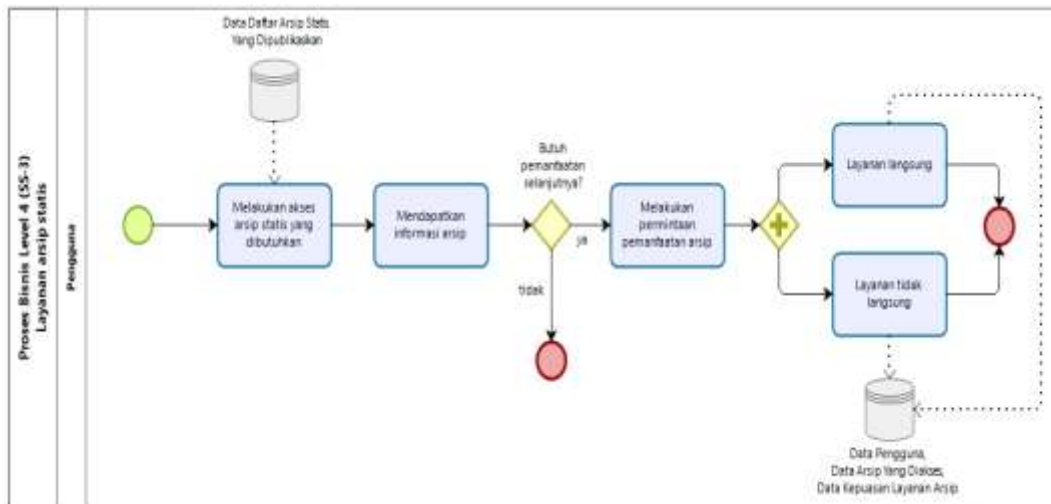 Proses Bisnis Level 4 (SS-3)
Layanan arsip statis
Pengguna
Data Daftar Arsip Statis
Yang Dipublikasikan
Melakukan akses
arsip statis yang
dibutuhkan
Mendapatkan
informasi arsip
Butuh
pemanfaatan
selanjutnya?
ya
tidak
Melakukan
permintaan
pemanfaatan arsip
Layanan langsung
Layanan tidak
langsung
Data Pengguna,
Data Arsip Yang Diakses,
Data Kepuasan Layanan Arsip